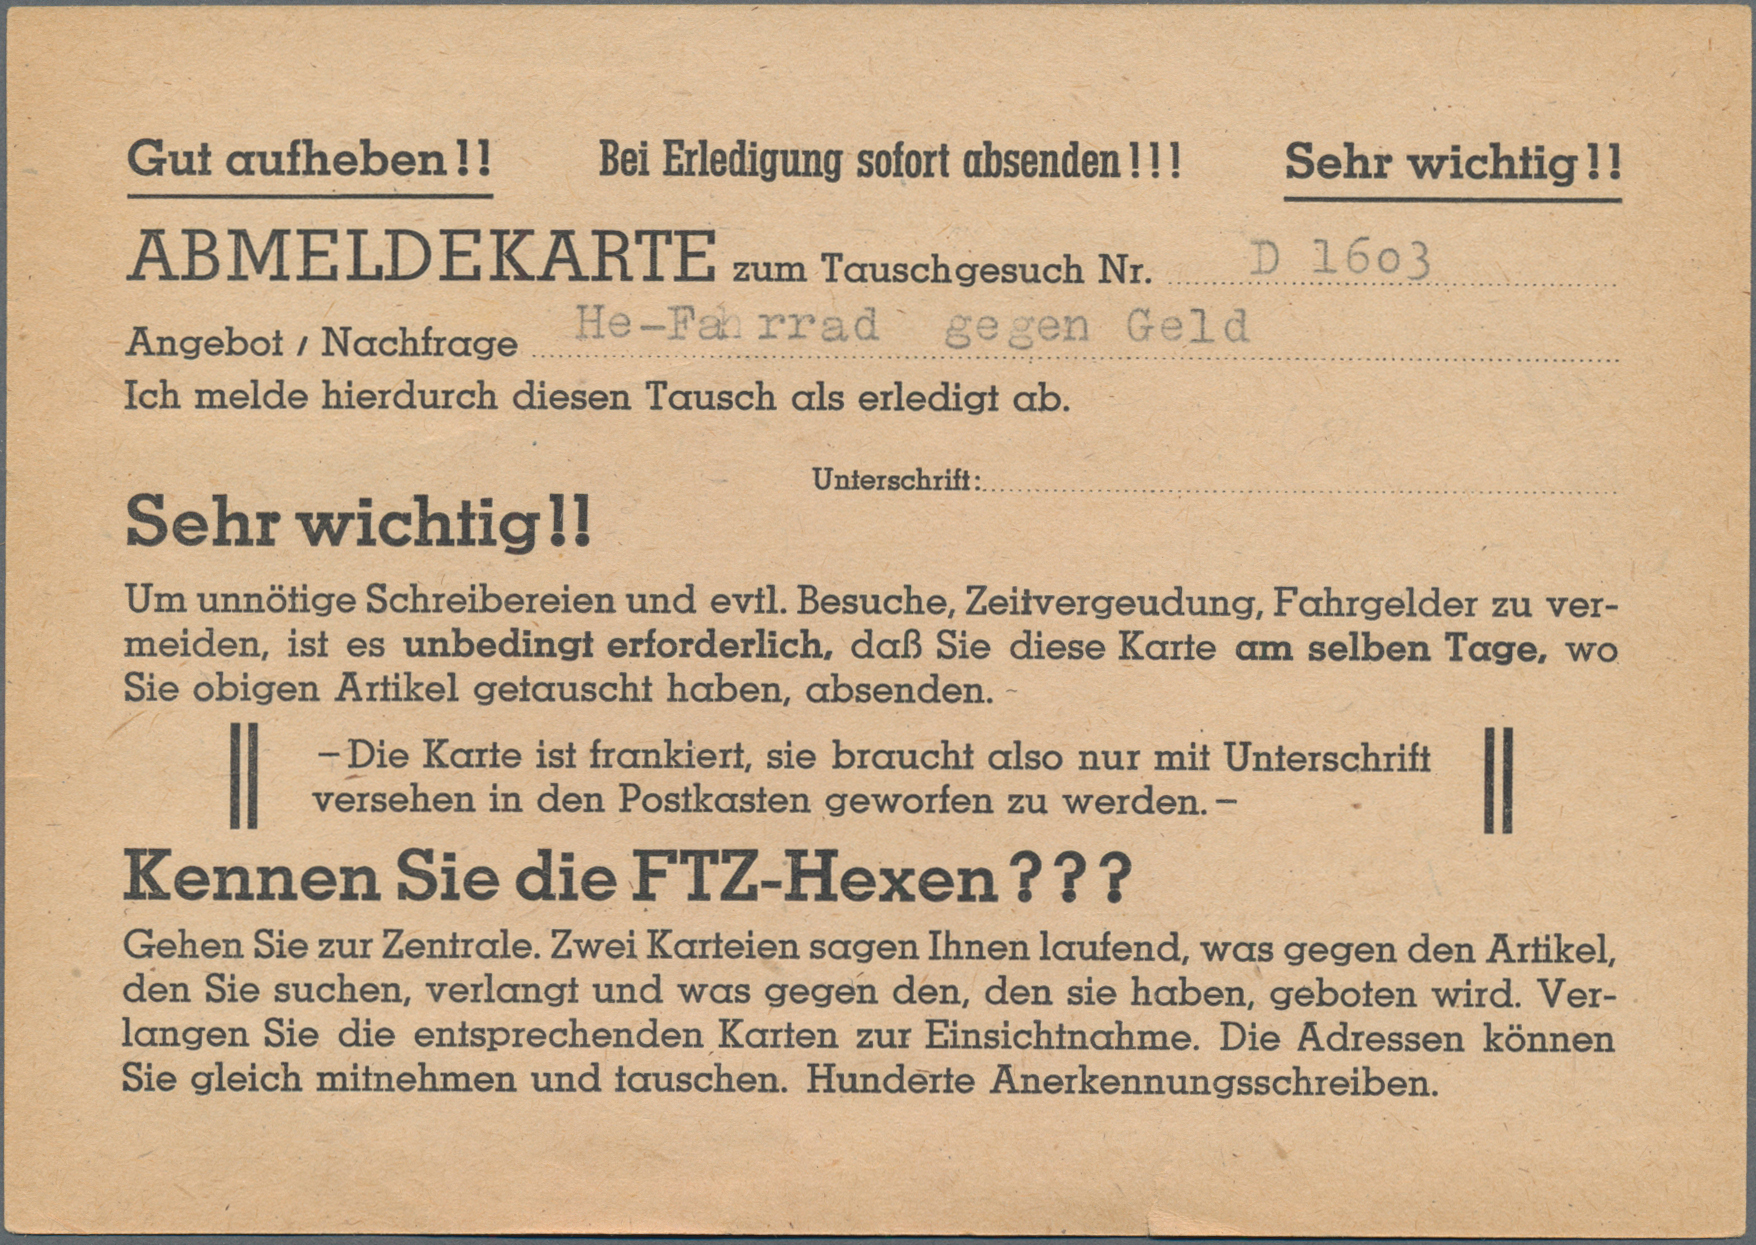 Gut aufheben!! Bei Erledigung sofort absenden!!! Sehr wichtig!!
ABMELDEKARTE zum Tauschgesuch Nr. D 1603
Angebot / Nachfrage He-Fahrrad gegen Geld
Ich melde hierdurch diesen Tausch als erledigt ab.
Unterschrift:
Sehr wichtig!!
Um unnötige Schreibereien und evtl. Besuche, Zeitvergeudung, Fahrgelder zu ver-
meiden, ist es unbedingt erforderlich, daß Sie diese Karte am selben Tage, wo
Sie obigen Artikel getauscht haben, absenden. -
– Die Karte ist frankiert, sie braucht also nur mit Unterschrift
versehen in den Postkasten geworfen zu werden. –
Kennen Sie die FTZ-Hexen???
Gehen Sie zur Zentrale. Zwei Karteien sagen Ihnen laufend, was gegen den Artikel,
den Sie suchen, verlangt und was gegen den, den sie haben, geboten wird. Ver-
langen Sie die entsprechenden Karten zur Einsichtnahme. Die Adressen können
Sie gleich mitnehmen und tauschen. Hunderte Anerkennungsschreiben.